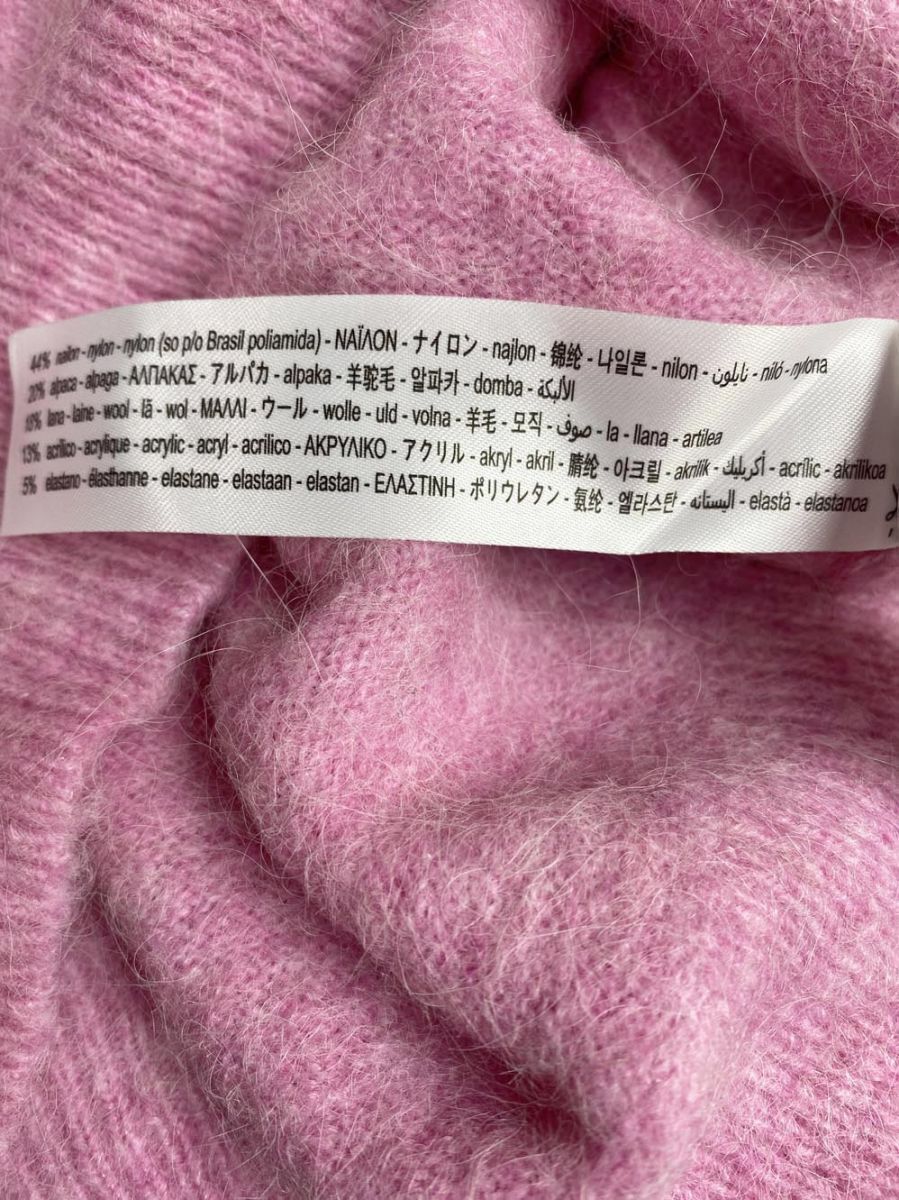 44% nailon - nylon - nylon (so p/o Brasil poliamida) - ΝΑΪΛΟΝ - ナイロン - najlon - 锦纶 - 나일론 - nilon - نايلون - niló - nylona
20% alpaca - alpaga - ΑΛΠΑΚΑΣ - アルパカ - alpaka - 羊驼毛 - 알파카 - domba - الألبكة
18% lana - laine - wool - lã - wol - ΜΑΛΛΙ - ウール - wolle - uld - volna - 羊毛 - 모직 - صوف - la - llana - artilea
13% acrílico - acrylique - acrylic - acryl - acrilico - ΑΚΡΥΛΙΚΟ - アクリル - akryl - akril - 腈纶 - 아크릴 - akrilik - أكريليك - acrílic - akrilikoa
5% elastano - élasthanne - elastane - elastaan - elastan - ΕΛΑΣΤΙΝΗ - ポリウレタン - 氨纶 - 엘라스탄 - اليستانه - elastà - elastanoa